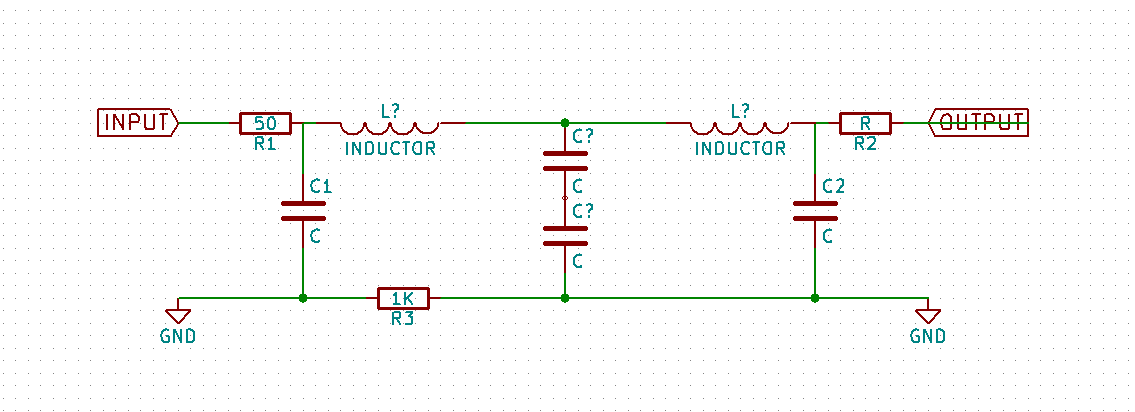 INPUT
50
R1
L?
INDUCTOR
C?
C
C?
C
L?
INDUCTOR
R
R2
OUTPUT
C1
C
C2
C
1K
R3
GND
GND